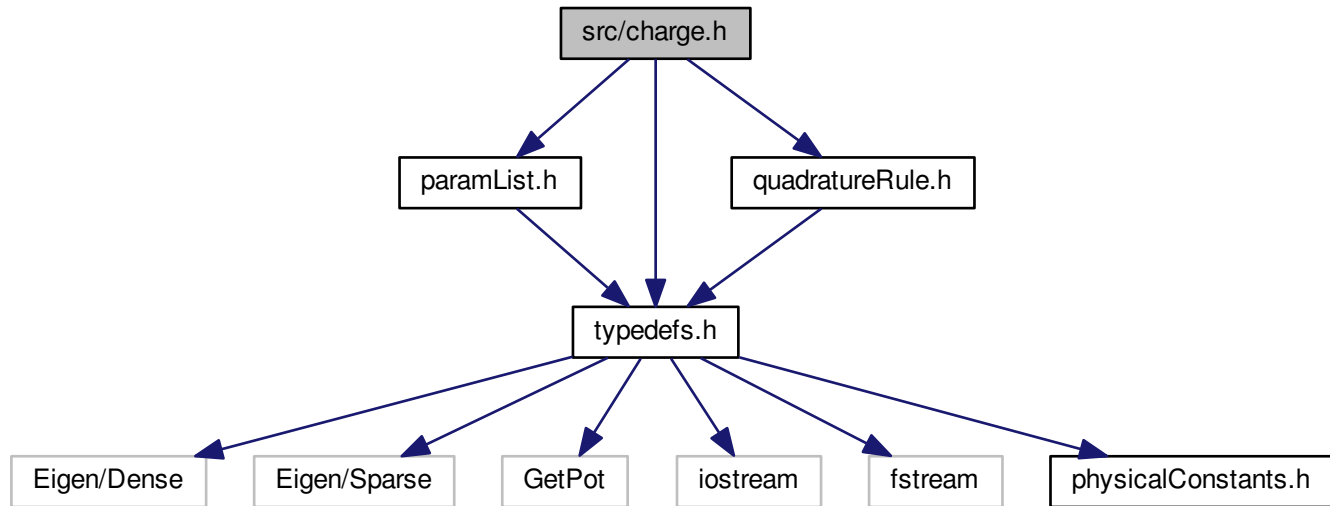 src/charge.h
paramList.h
quadratureRule.h
typedefs.h
Eigen/Dense
Eigen/Sparse
GetPot
iostream
fstream
physicalConstants.h